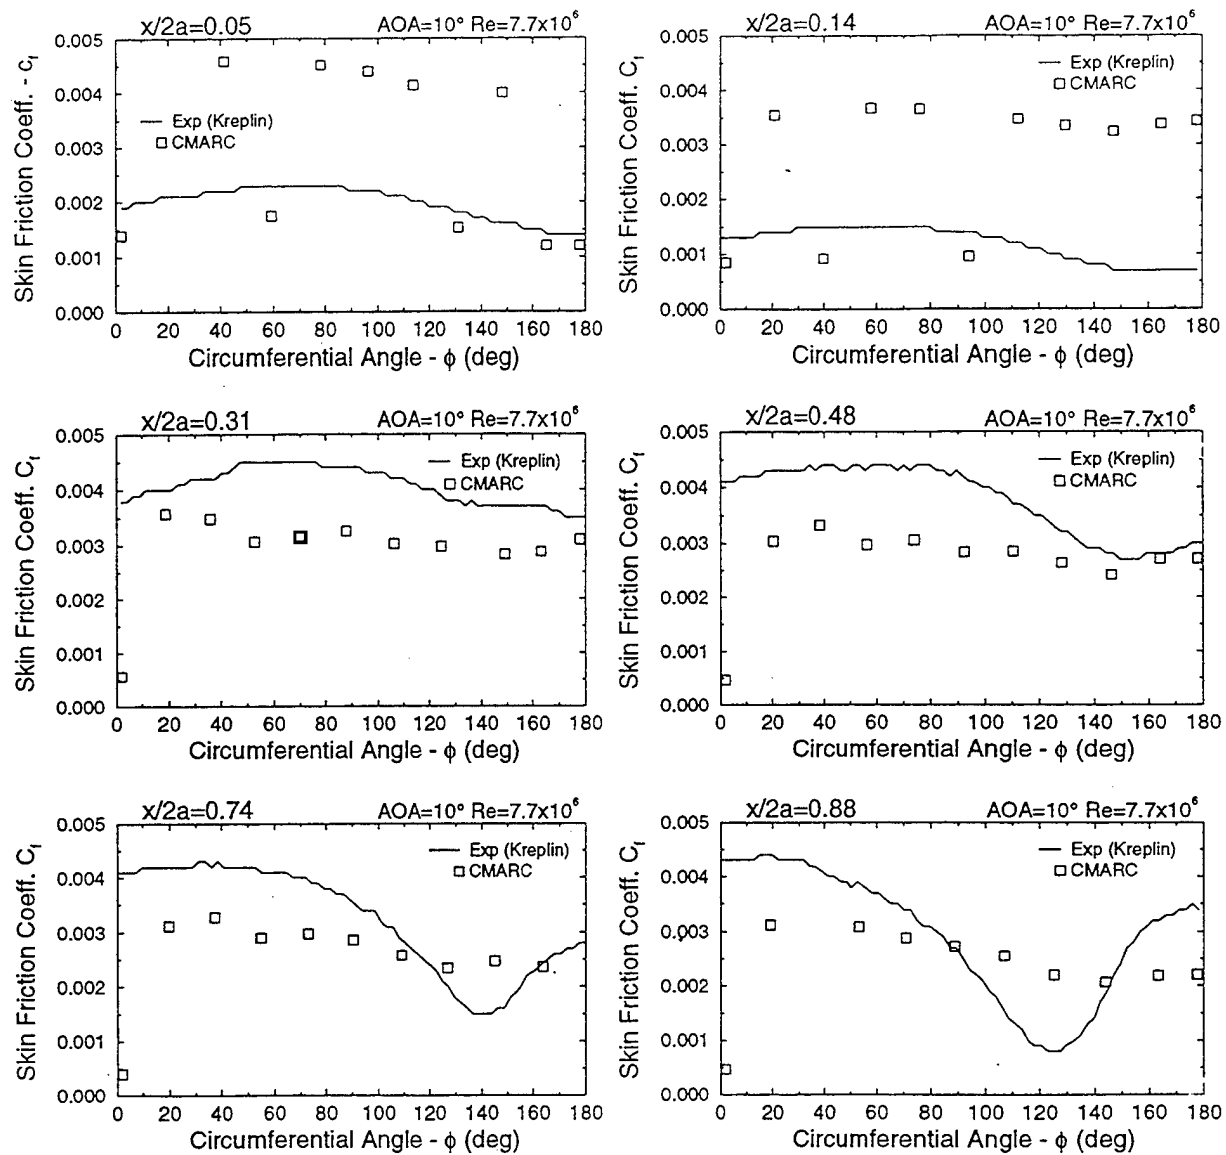 x/2a=0.05 AOA=10° Re=7.7x10⁶
Skin Friction Coeff. - c_f
0.005
0.004
0.003
0.002
0.001
0.000
Exp (Kreplin)
CMARC
0 20 40 60 80 100 120 140 160 180
Circumferential Angle - ϕ (deg)
x/2a=0.14 AOA=10° Re=7.7x10⁶
Skin Friction Coeff. C_f
0.005
0.004
0.003
0.002
0.001
0.000
Exp (Kreplin)
CMARC
0 20 40 60 80 100 120 140 160 180
Circumferential Angle - ϕ (deg)
x/2a=0.31 AOA=10° Re=7.7x10⁶
Skin Friction Coeff. C_f
0.005
0.004
0.003
0.002
0.001
0.000
Exp (Kreplin)
CMARC
0 20 40 60 80 100 120 140 160 180
Circumferential Angle - ϕ (deg)
x/2a=0.48 AOA=10° Re=7.7x10⁶
Skin Friction Coeff. C_f
0.005
0.004
0.003
0.002
0.001
0.000
Exp (Kreplin)
CMARC
0 20 40 60 80 100 120 140 160 180
Circumferential Angle - ϕ (deg)
x/2a=0.74 AOA=10° Re=7.7x10⁶
Skin Friction Coeff. C_f
0.005
0.004
0.003
0.002
0.001
0.000
Exp (Kreplin)
CMARC
0 20 40 60 80 100 120 140 160 180
Circumferential Angle - ϕ (deg)
x/2a=0.88 AOA=10° Re=7.7x10⁶
Skin Friction Coeff. C_f
0.005
0.004
0.003
0.002
0.001
0.000
Exp (Kreplin)
CMARC
0 20 40 60 80 100 120 140 160 180
Circumferential Angle - ϕ (deg)